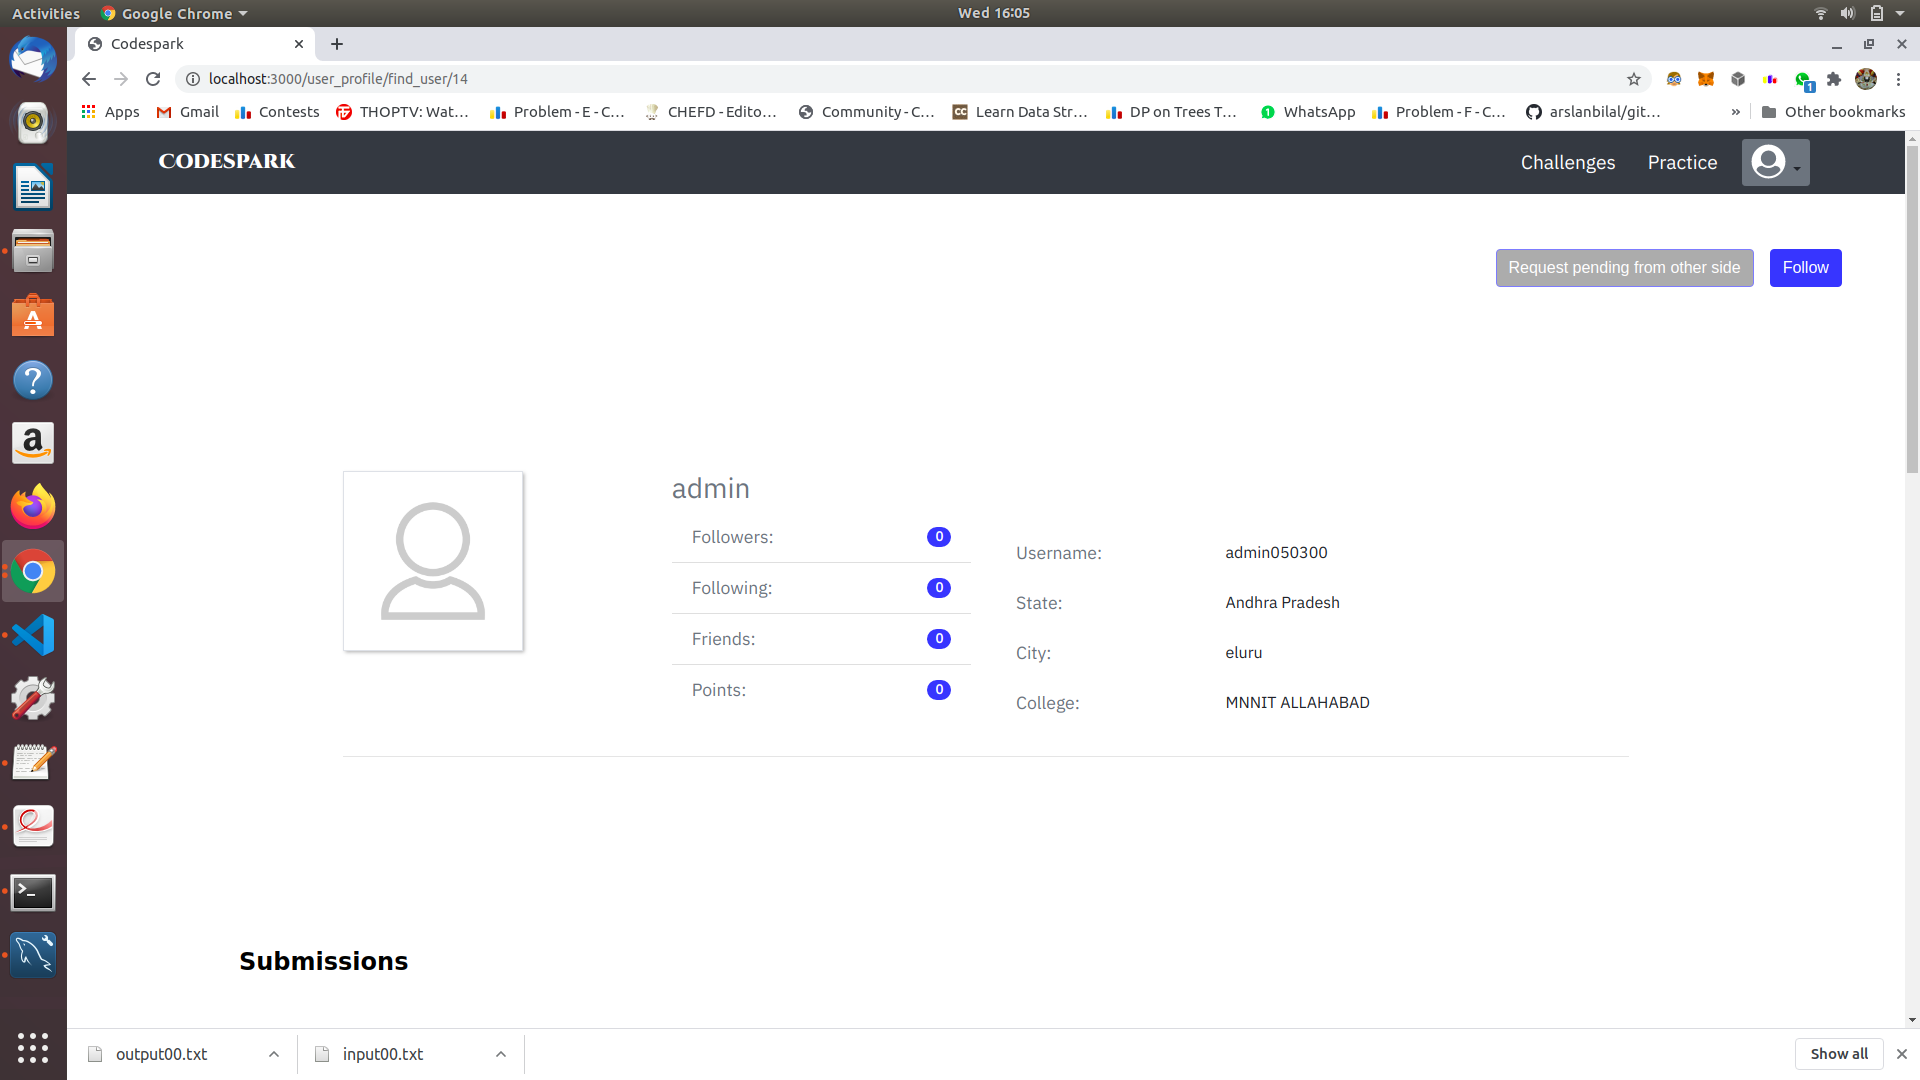 Activities Google Chrome Wed 16:05
Codespark
localhost:3000/user_profile/find_user/14
1
Apps Gmail Contests THOPTV: Wat... Problem - E - C... CHEFD - Edito... Community - C... CC Learn Data Str... DP on Trees T... 1 WhatsApp Problem - F - C... arslanbilal/git... » Other bookmarks
CODESPARK Challenges Practice
Request pending from other side Follow
admin
Followers: 0
Following: 0
Friends: 0
Points: 0
Username: admin050300
State: Andhra Pradesh
City: eluru
College: MNNIT ALLAHABAD
Submissions
output00.txt input00.txt Show all